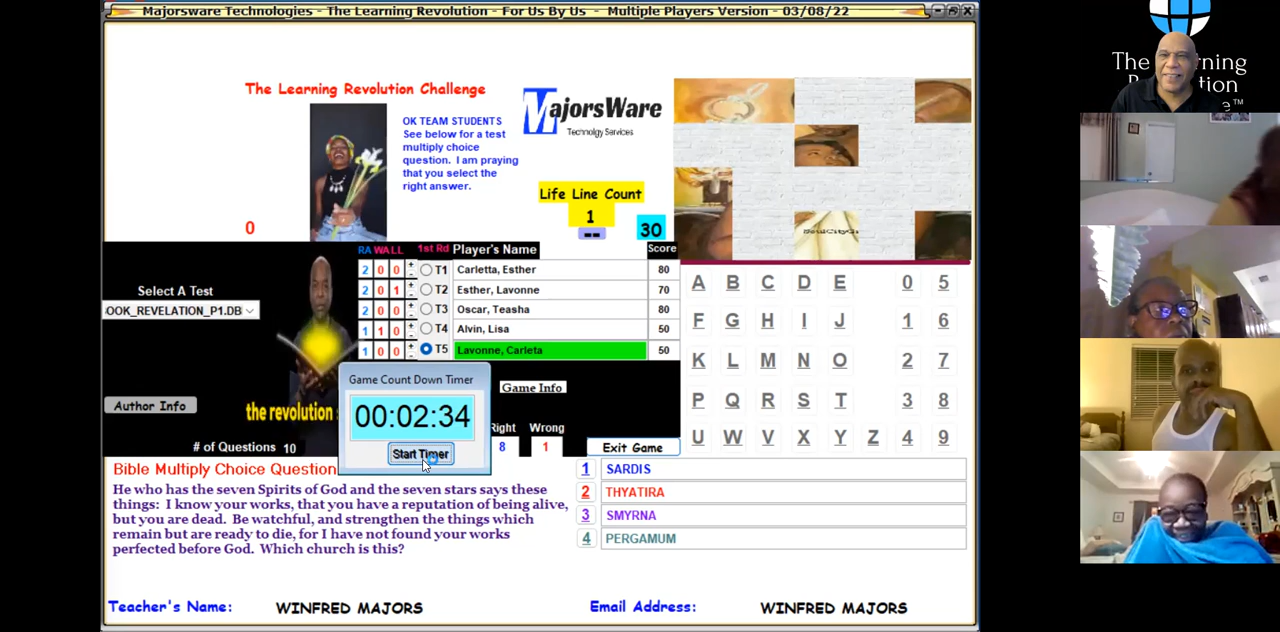 Majorsware Technologies - The Learning Revolution - For Us By Us - Multiple Players Version - 03/08/22
The Learning Revolution Challenge
OK TEAM STUDENTS
See below for a test
multiply choice
question. I am praying
that you select the
right answer.
MajorsWare
Technolgy Services
Life Line Count
1
--
30
0
RA WA LL 1st Rd Player's Name Score
2 0 0 + - T1 Carletta, Esther 80
2 0 1 + - T2 Esther, Lavonne 70
2 0 0 + - T3 Oscar, Teasha 80
1 1 0 + - T4 Alvin, Lisa 50
1 0 0 + - T5 Lavonne, Carleta 50
Select A Test
OOK_REVELATION_P1.DB
Author Info
the revolution
# of Questions 10
Game Count Down Timer
00:02:34
Start Timer
Game Info
Right Wrong
8 1
Exit Game
A B C D E 0 5
F G H I J 1 6
K L M N O 2 7
P Q R S T 3 8
U W V X Y Z 4 9
Bible Multiply Choice Question
He who has the seven Spirits of God and the seven stars says these
things: I know your works, that you have a reputation of being alive,
but you are dead. Be watchful, and strengthen the things which
remain but are ready to die, for I have not found your works
perfected before God. Which church is this?
1 SARDIS
2 THYATIRA
3 SMYRNA
4 PERGAMUM
Teacher's Name: WINFRED MAJORS
Email Address: WINFRED MAJORS
The
™